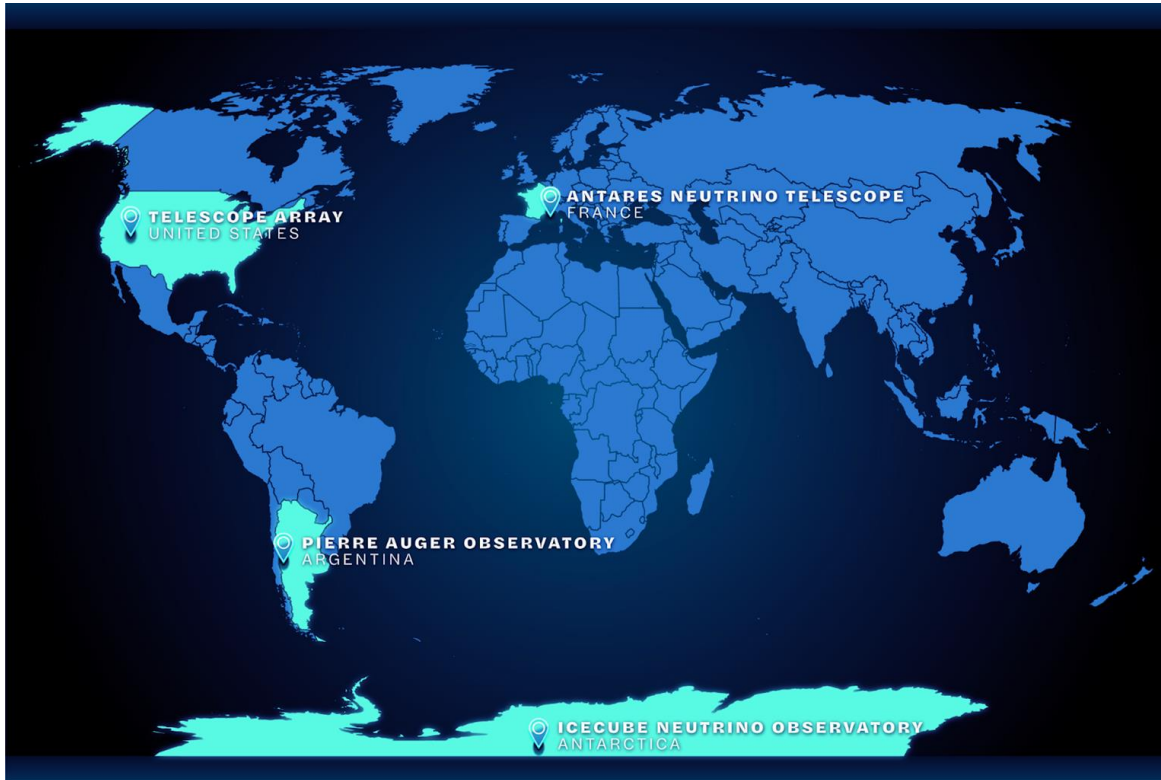 ANTARES NEUTRINO TELESCOPE
FRANCE
TELESCOPE ARRAY
UNITED STATES
PIERRE AUGER OBSERVATORY
ARGENTINA
ICECUBE NEUTRINO OBSERVATORY
ANTARCTICA